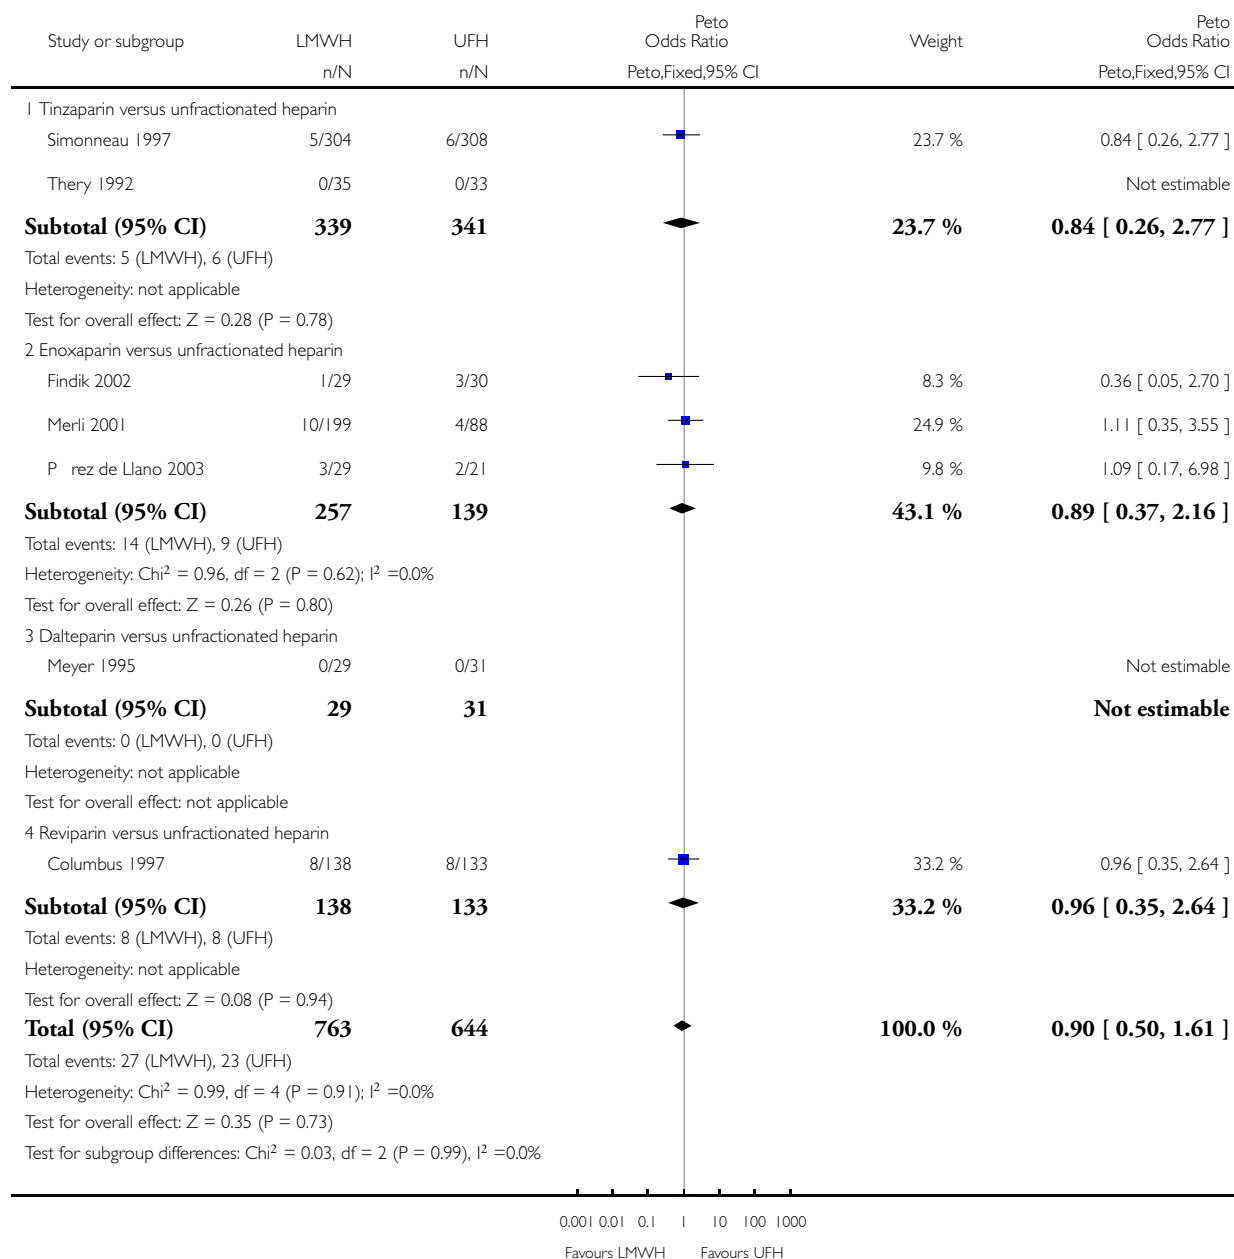 Study or subgroup LMWH UFH Peto Odds Ratio Weight Peto Odds Ratio
n/N n/N Peto,Fixed,95% CI Peto,Fixed,95% CI
1 Tinzaparin versus unfractionated heparin
Simonneau 1997 5/304 6/308 23.7 % 0.84 [ 0.26, 2.77 ]
Thery 1992 0/35 0/33 Not estimable
Subtotal (95% CI) 339 341 23.7 % 0.84 [ 0.26, 2.77 ]
Total events: 5 (LMWH), 6 (UFH)
Heterogeneity: not applicable
Test for overall effect: Z = 0.28 (P = 0.78)
2 Enoxaparin versus unfractionated heparin
Findik 2002 1/29 3/30 8.3 % 0.36 [ 0.05, 2.70 ]
Merli 2001 10/199 4/88 24.9 % 1.11 [ 0.35, 3.55 ]
P rez de Llano 2003 3/29 2/21 9.8 % 1.09 [ 0.17, 6.98 ]
Subtotal (95% CI) 257 139 43.1 % 0.89 [ 0.37, 2.16 ]
Total events: 14 (LMWH), 9 (UFH)
Heterogeneity: Chi² = 0.96, df = 2 (P = 0.62); I² =0.0%
Test for overall effect: Z = 0.26 (P = 0.80)
3 Dalteparin versus unfractionated heparin
Meyer 1995 0/29 0/31 Not estimable
Subtotal (95% CI) 29 31 Not estimable
Total events: 0 (LMWH), 0 (UFH)
Heterogeneity: not applicable
Test for overall effect: not applicable
4 Reviparin versus unfractionated heparin
Columbus 1997 8/138 8/133 33.2 % 0.96 [ 0.35, 2.64 ]
Subtotal (95% CI) 138 133 33.2 % 0.96 [ 0.35, 2.64 ]
Total events: 8 (LMWH), 8 (UFH)
Heterogeneity: not applicable
Test for overall effect: Z = 0.08 (P = 0.94)
Total (95% CI) 763 644 100.0 % 0.90 [ 0.50, 1.61 ]
Total events: 27 (LMWH), 23 (UFH)
Heterogeneity: Chi² = 0.99, df = 4 (P = 0.91); I² =0.0%
Test for overall effect: Z = 0.35 (P = 0.73)
Test for subgroup differences: Chi² = 0.03, df = 2 (P = 0.99), I² =0.0%
0.001 0.01 0.1 1 10 100 1000
Favours LMWH Favours UFH